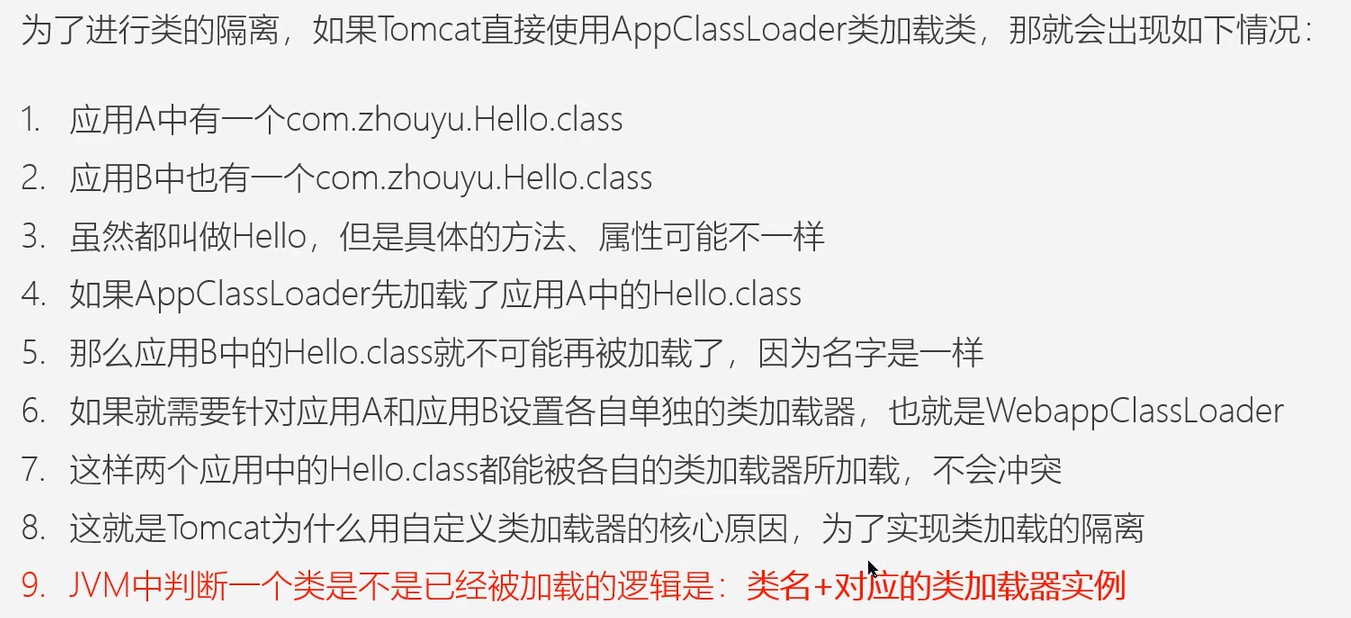 为了进行类的隔离，如果Tomcat直接使用AppClassLoader类加载类，那就会出现如下情况：
1. 应用A中有一个com.zhouyu.Hello.class
2. 应用B中也有一个com.zhouyu.Hello.class
3. 虽然都叫做Hello，但是具体的方法、属性可能不一样
4. 如果AppClassLoader先加载了应用A中的Hello.class
5. 那么应用B中的Hello.class就不可能再被加载了，因为名字是一样
6. 如果就需要针对应用A和应用B设置各自单独的类加载器，也就是WebappClassLoader
7. 这样两个应用中的Hello.class都能被各自的类加载器所加载，不会冲突
8. 这就是Tomcat为什么用自定义类加载器的核心原因，为了实现类加载的隔离
9. JVM中判断一个类是不是已经被加载的逻辑是：类名+对应的类加载器实例